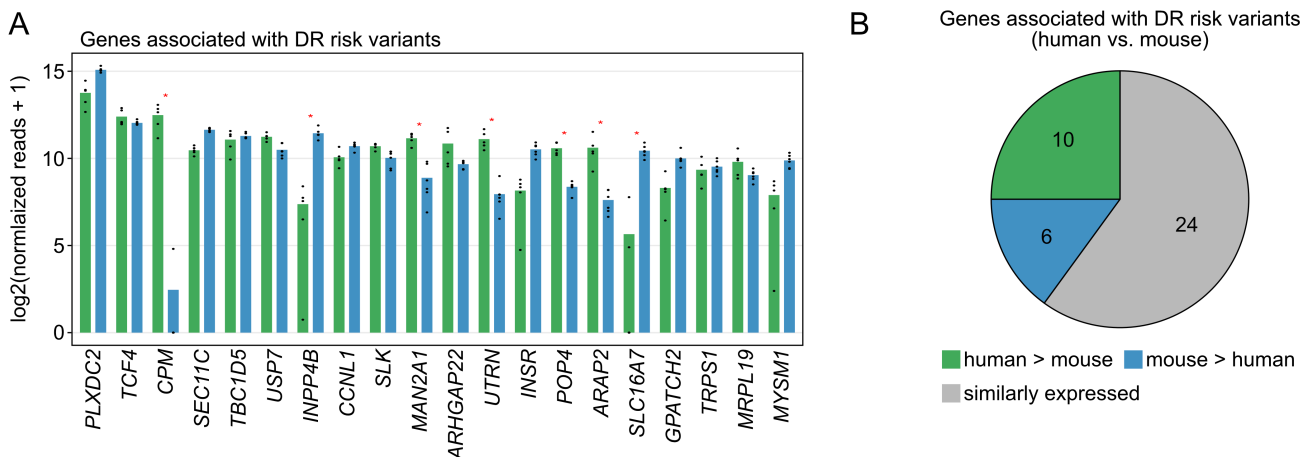 A
Genes associated with DR risk variants
log2(normlaized reads + 1)
15
10
5
0
*
*
*
*
*
*
*
PLXDC2
TCF4
CPM
SEC11C
TBC1D5
USP7
INPP4B
CCNL1
SLK
MAN2A1
ARHGAP22
UTRN
INSR
POP4
ARAP2
SLC16A7
GPATCH2
TRPS1
MRPL19
MYSM1
B
Genes associated with DR risk variants
(human vs. mouse)
10
6
24
human > mouse
mouse > human
similarly expressed